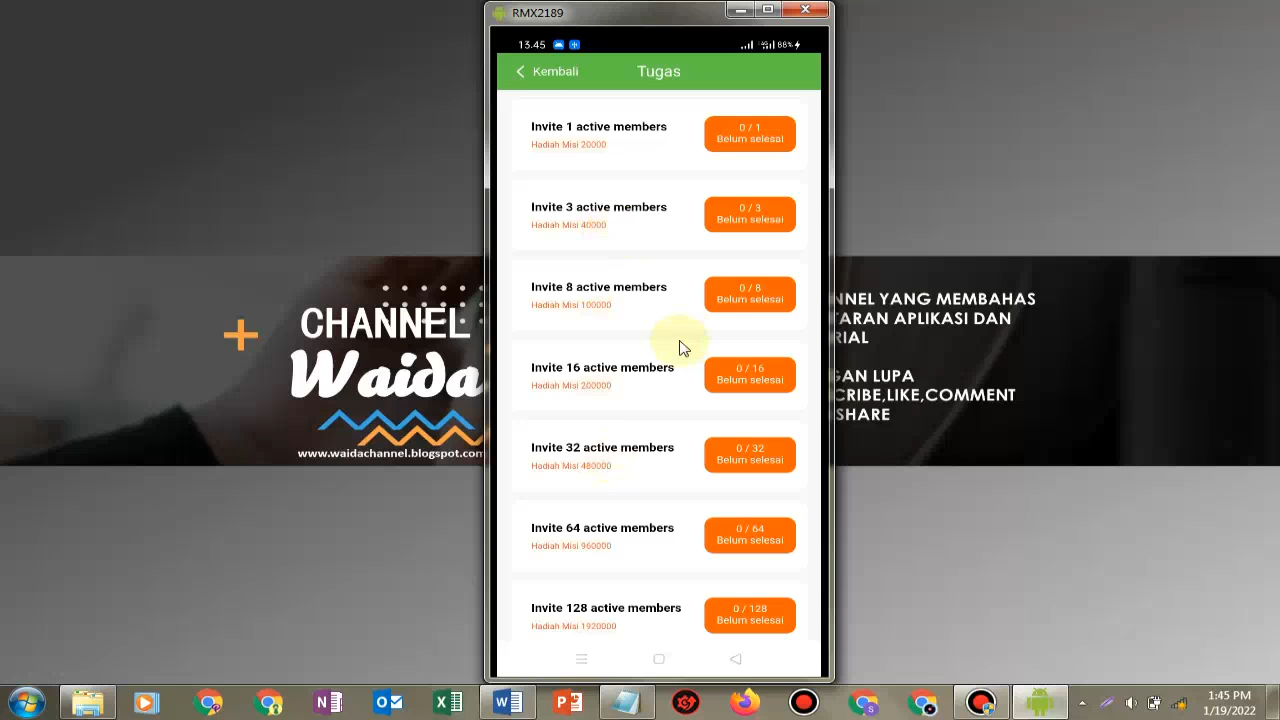 RMX2189
13.45
88%
Kembali
Tugas
Invite 1 active members
Hadiah Misi 20000
0 / 1
Belum selesai
Invite 3 active members
Hadiah Misi 40000
0 / 3
Belum selesai
Invite 8 active members
Hadiah Misi 100000
0 / 8
Belum selesai
Invite 16 active members
Hadiah Misi 200000
0 / 16
Belum selesai
Invite 32 active members
Hadiah Misi 480000
0 / 32
Belum selesai
Invite 64 active members
Hadiah Misi 960000
0 / 64
Belum selesai
Invite 128 active members
Hadiah Misi 1920000
0 / 128
Belum selesai
CHANNEL
Waida
www.waidachannel.blogspot.com
NNEL YANG MEMBAHAS
TARAN APLIKASI DAN
RIAL
GAN LUPA
CRIBE,LIKE,COMMENT
SHARE
1:45 PM
1/19/2022